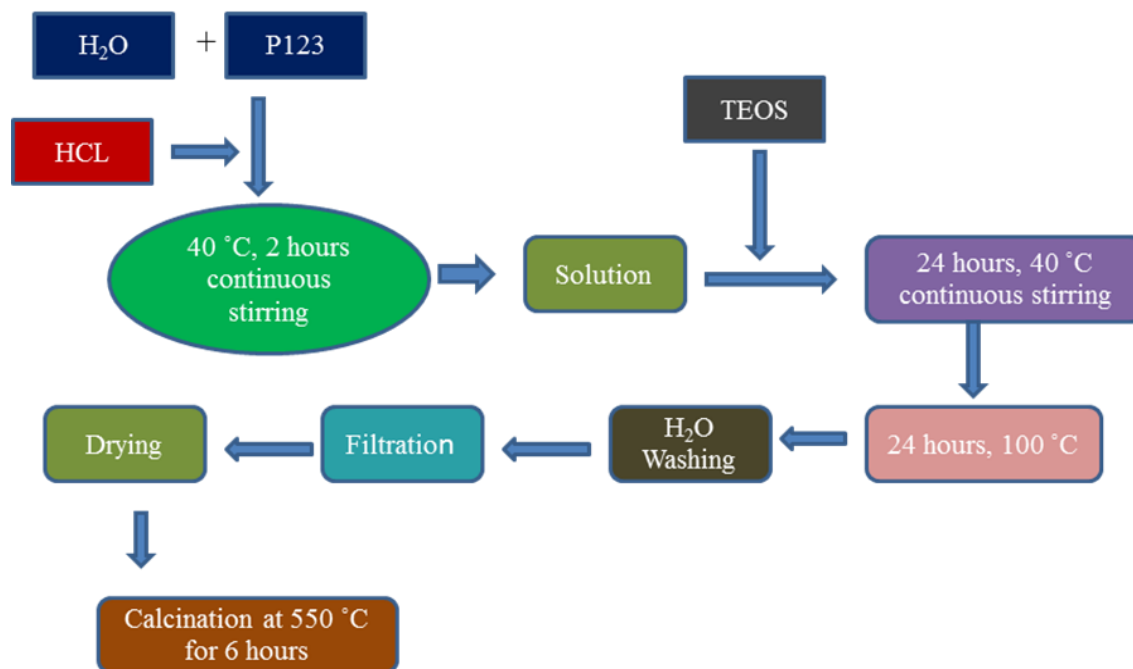 H₂O + P123
TEOS
HCL
40 ˚C, 2 hours
continuous
stirring
Solution
24 hours, 40 ˚C
continuous stirring
Drying
Filtration
H₂O
Washing
24 hours, 100 ˚C
Calcination at 550 ˚C
for 6 hours